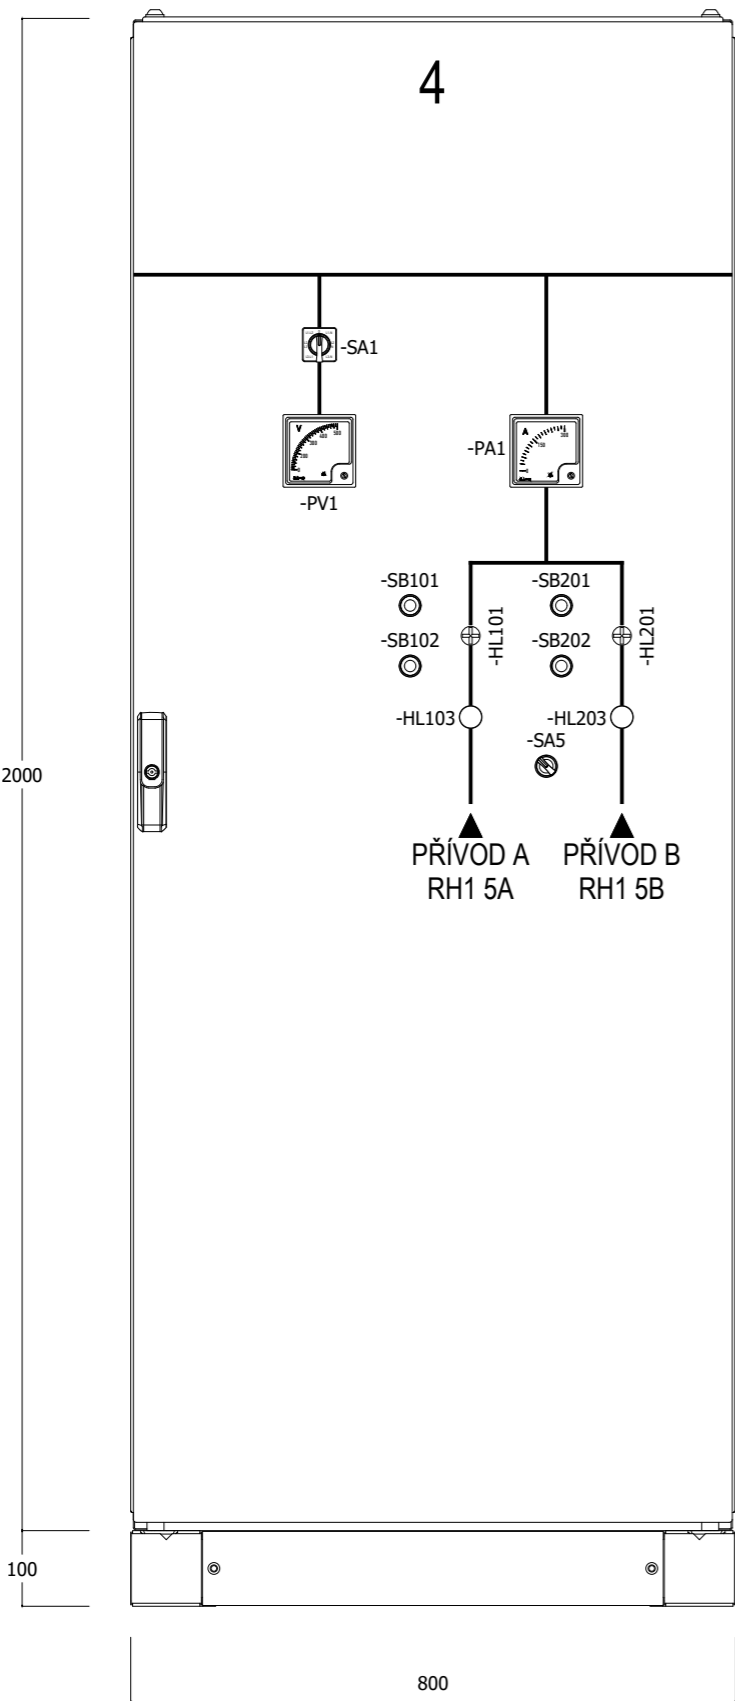 4
-SA1
V
-PV1
A
-PA1
-SB101
-SB201
-HL101
-HL201
-SB102
-SB202
-HL103
-HL203
-SA5
2000
PŘÍVOD A
RH1 5A
PŘÍVOD B
RH1 5B
100
800